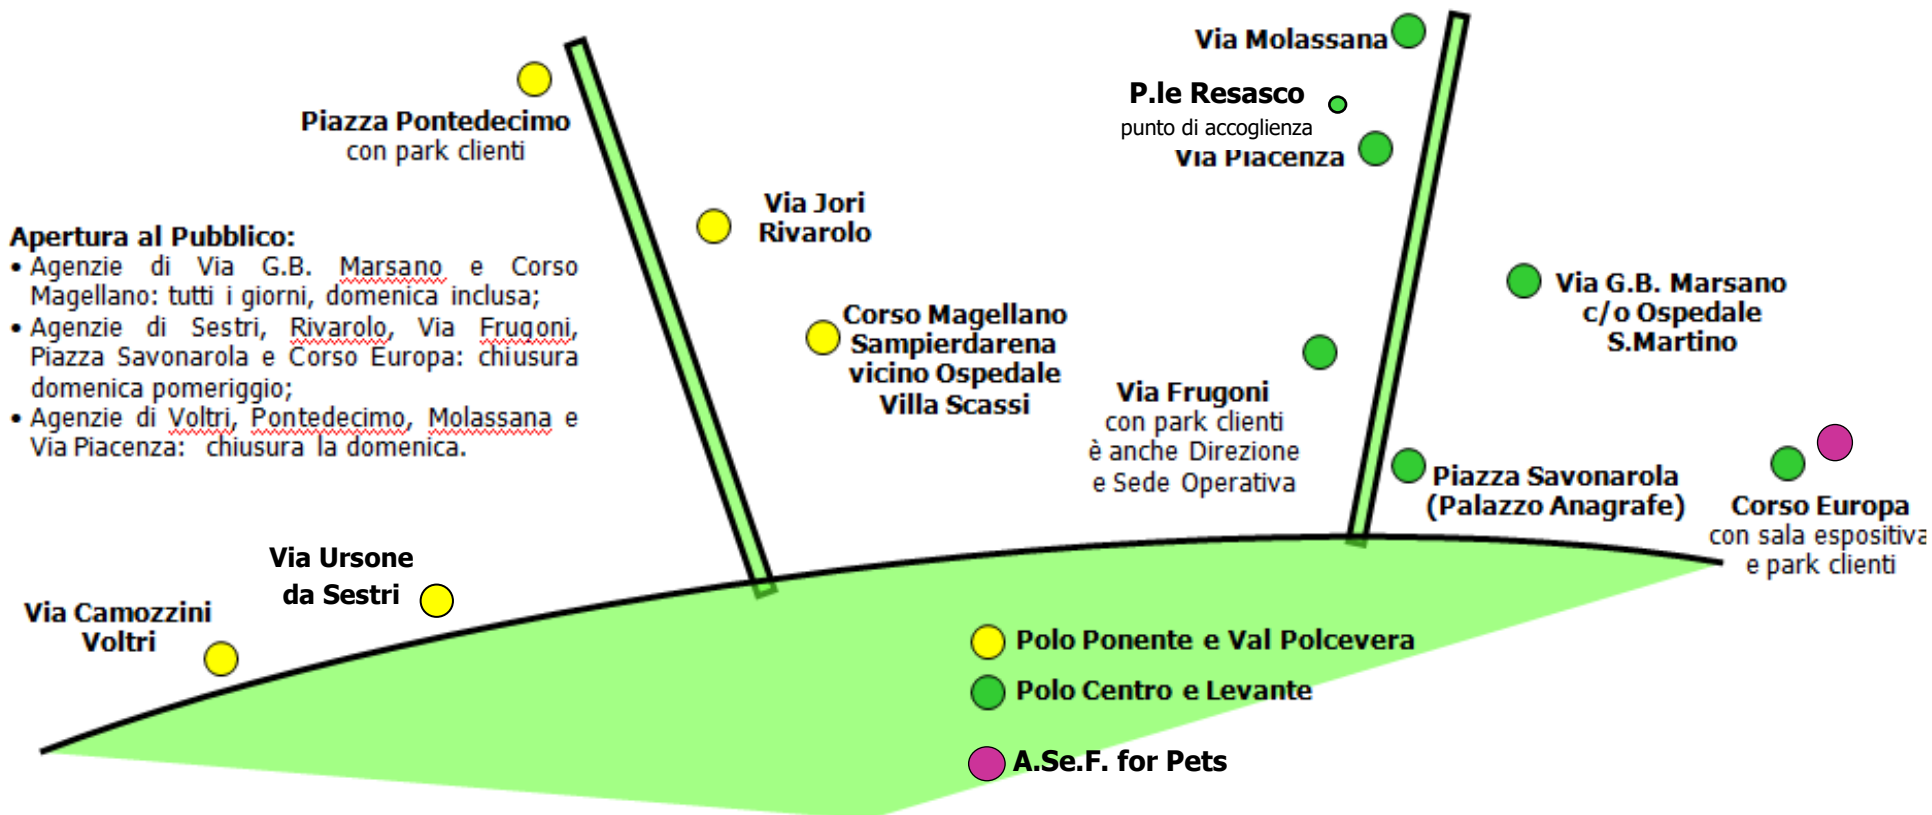 Via Molassana
P.le Resasco
punto di accoglienza
Via Piacenza
Piazza Pontedecimo
con park clienti
Via Jori
Rivarolo
Apertura al Pubblico:
• Agenzie di Via G.B. Marsano e Corso
Magellano: tutti i giorni, domenica inclusa;
• Agenzie di Sestri, Rivarolo, Via Frugoni,
Piazza Savonarola e Corso Europa: chiusura
domenica pomeriggio;
• Agenzie di Voltri, Pontedecimo, Molassana e
Via Piacenza: chiusura la domenica.
Corso Magellano
Sampierdarena
vicino Ospedale
Villa Scassi
Via G.B. Marsano
c/o Ospedale
S.Martino
Via Frugoni
con park clienti
è anche Direzione
e Sede Operativa
Piazza Savonarola
(Palazzo Anagrafe)
Corso Europa
con sala espositiva
e park clienti
Via Ursone
da Sestri
Via Camozzini
Voltri
Polo Ponente e Val Polcevera
Polo Centro e Levante
A.Se.F. for Pets